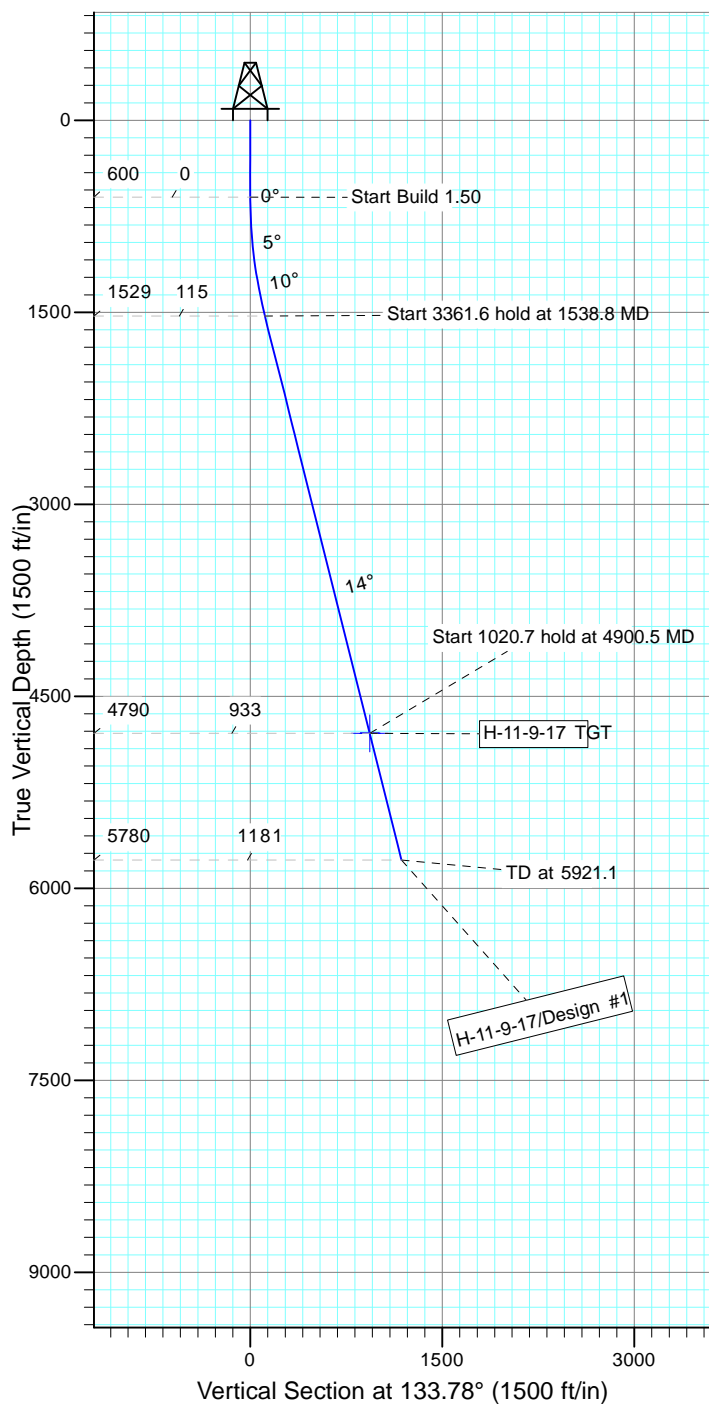 0
600 0
0° Start Build 1.50
5°
10°
1529 115
1500
Start 3361.6 hold at 1538.8 MD
3000
14°
Start 1020.7 hold at 4900.5 MD
4500
4790 933
H-11-9-17 TGT
5780 1181
TD at 5921.1
6000
H-11-9-17/Design #1
7500
9000
True Vertical Depth (1500 ft/in)
0 1500 3000
Vertical Section at 133.78° (1500 ft/in)